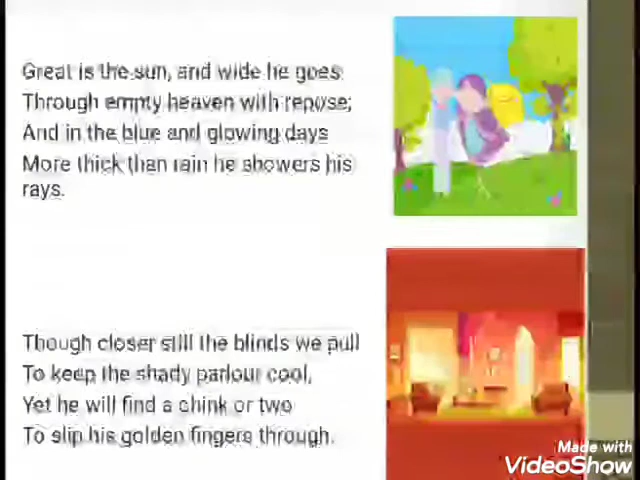 Great is the sun, and wide he goes
Through empty heaven with repose;
And in the blue and glowing days
More thick than rain he showers his
rays.
Though closer still the blinds we pull
To keep the shady parlour cool,
Yet he will find a chink or two
To slip his golden fingers through.
Made with
VideoShow